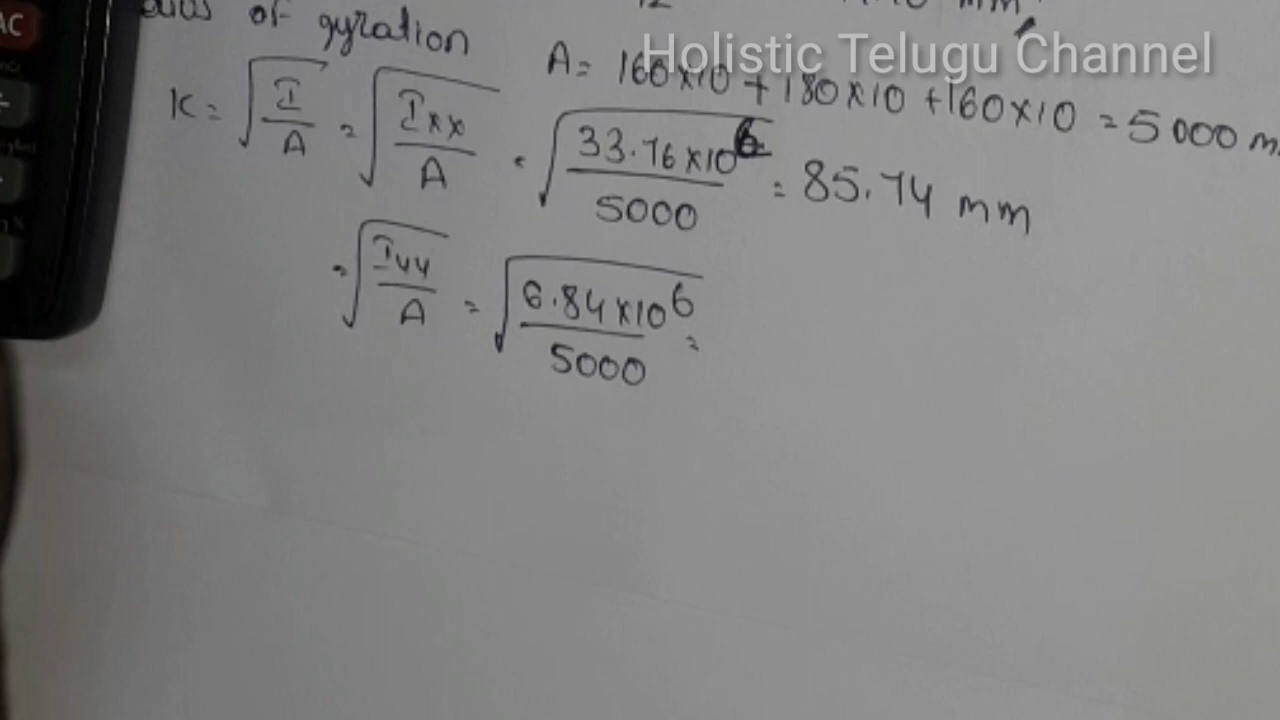 of gyration
Holistic Telugu Channel
A = 160×10 + 180×10 + 160×10 = 5000 m
K = √(I/A) = √(Ixx/A) = √(33.76×10⁶/5000) = 85.74 mm
= √(Iyy/A) = √(6.84×10⁶/5000) =
AC